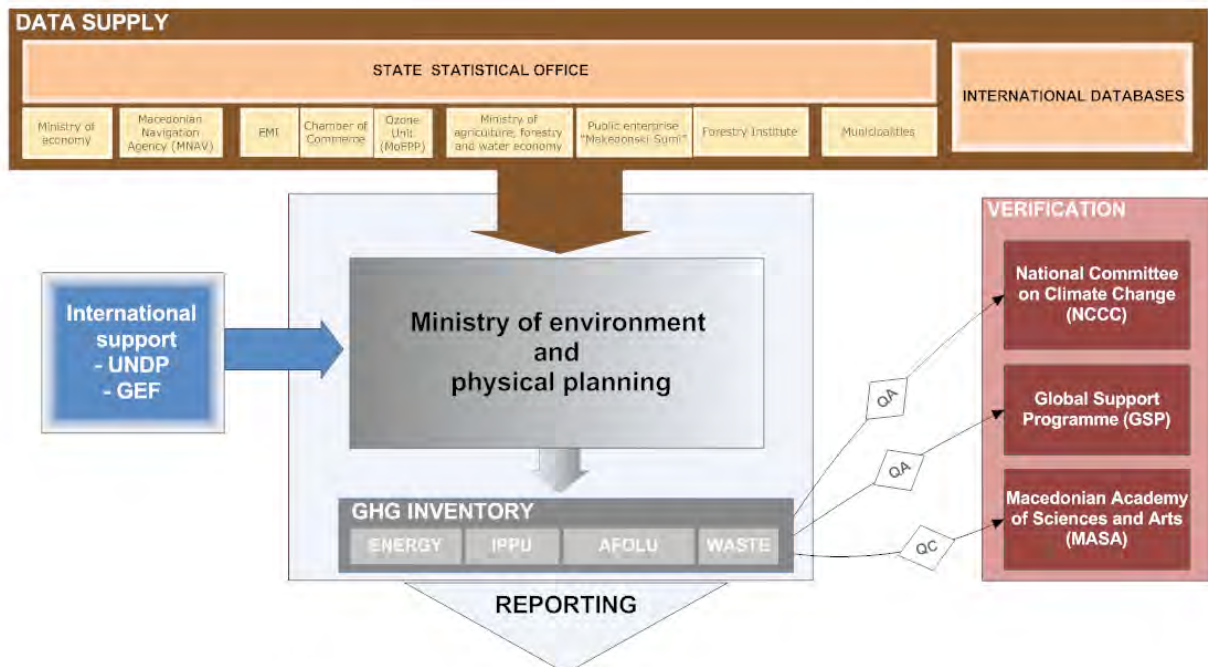 DATA SUPPLY
STATE STATISTICAL OFFICE
INTERNATIONAL DATABASES
Ministry of
economy
Macedonian
Navigation
Agency (MNAV)
EMI
Chamber of
Commerce
Ozone
Unit
(MoEPP)
Ministry of
agriculture, forestry
and water economy
Public enterprise
"Makedonski Sumi"
Forestry Institute
Municipalities
International
support
- UNDP
- GEF
Ministry of environment
and
physical planning
GHG INVENTORY
ENERGY
IPPU
AFOLU
WASTE
REPORTING
QA
QA
QC
VERIFICATION
National Committee
on Climate Change
(NCCC)
Global Support
Programme (GSP)
Macedonian Academy
of Sciences and Arts
(MASA)